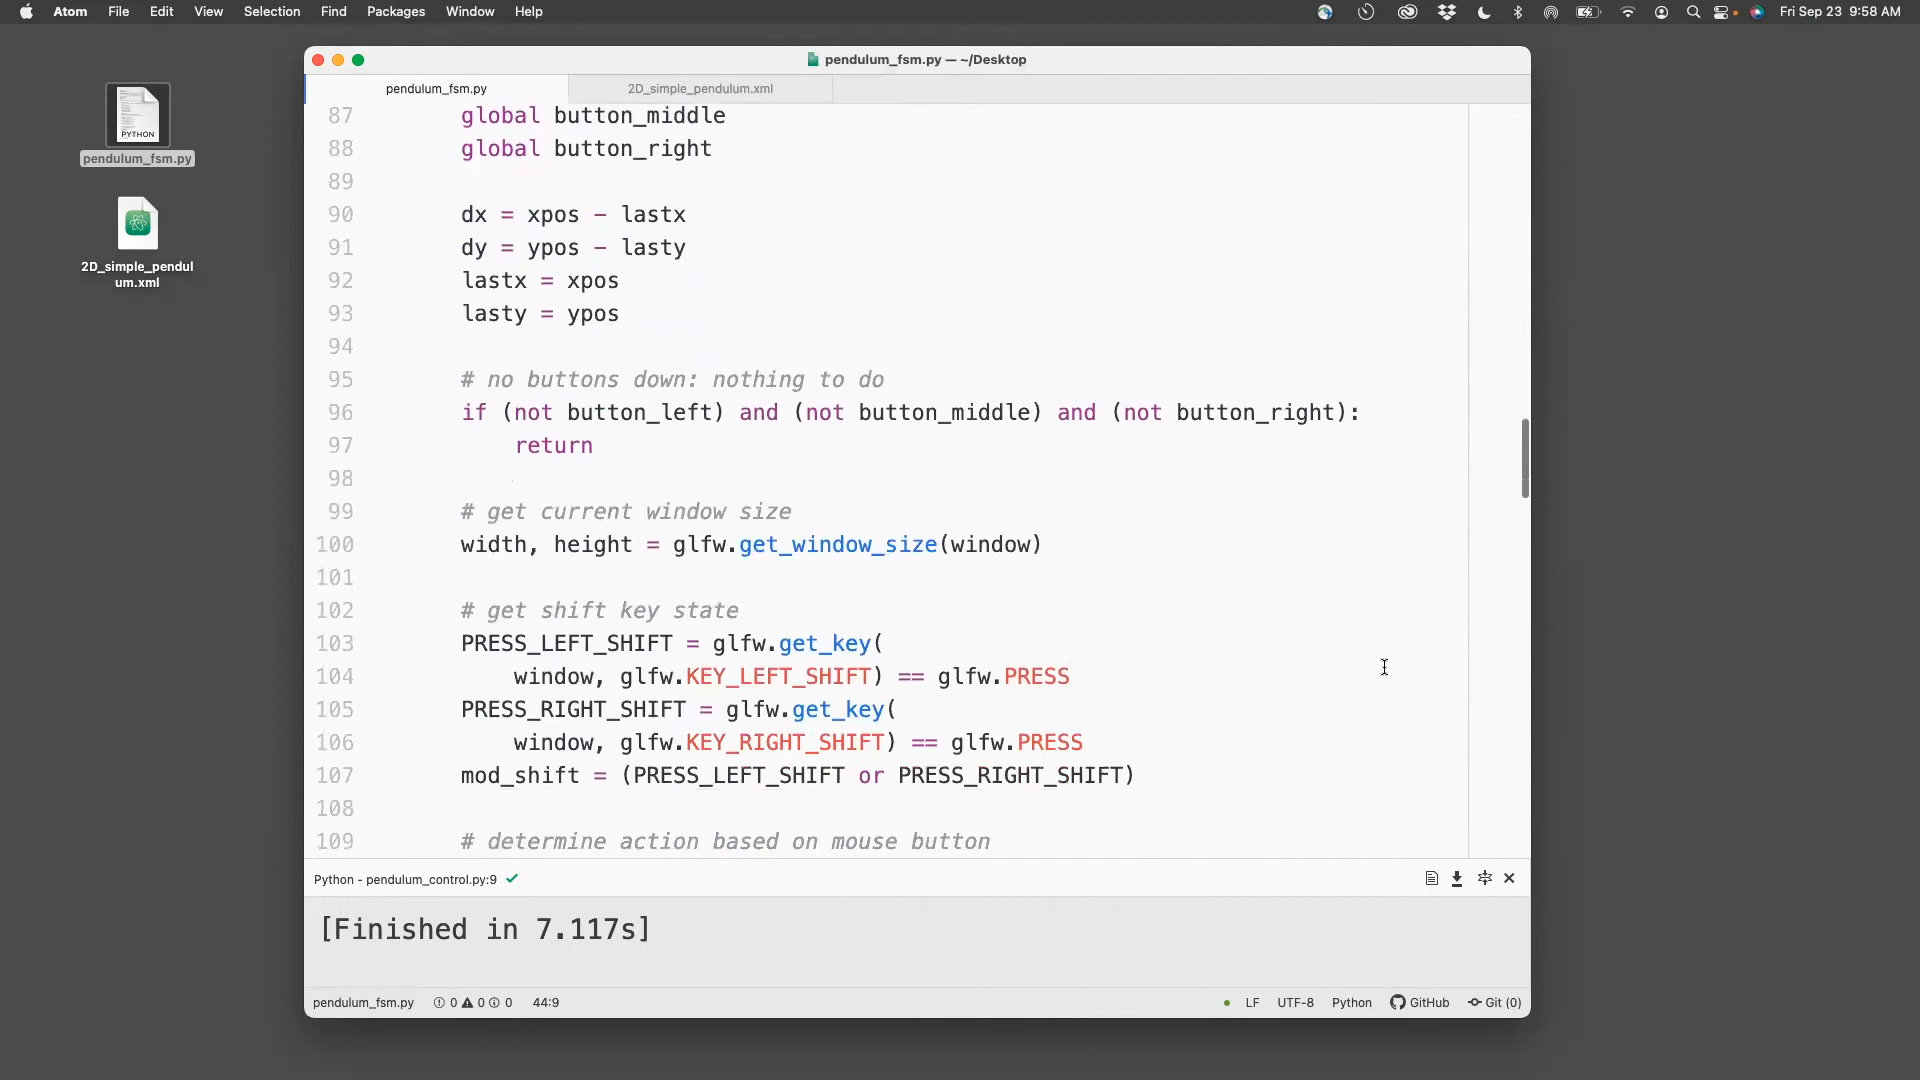 Atom File Edit View Selection Find Packages Window Help Fri Sep 23 9:58 AM
pendulum_fsm.py — ~/Desktop
pendulum_fsm.py 2D_simple_pendulum.xml
PYTHON
pendulum_fsm.py
2D_simple_pendul
um.xml
87 global button_middle
88 global button_right
89
90 dx = xpos - lastx
91 dy = ypos - lasty
92 lastx = xpos
93 lasty = ypos
94
95 # no buttons down: nothing to do
96 if (not button_left) and (not button_middle) and (not button_right):
97 return
98
99 # get current window size
100 width, height = glfw.get_window_size(window)
101
102 # get shift key state
103 PRESS_LEFT_SHIFT = glfw.get_key(
104 window, glfw.KEY_LEFT_SHIFT) == glfw.PRESS
105 PRESS_RIGHT_SHIFT = glfw.get_key(
106 window, glfw.KEY_RIGHT_SHIFT) == glfw.PRESS
107 mod_shift = (PRESS_LEFT_SHIFT or PRESS_RIGHT_SHIFT)
108
109 # determine action based on mouse button
Python - pendulum_control.py:9
[Finished in 7.117s]
pendulum_fsm.py 0 0 0 44:9 LF UTF-8 Python GitHub Git (0)